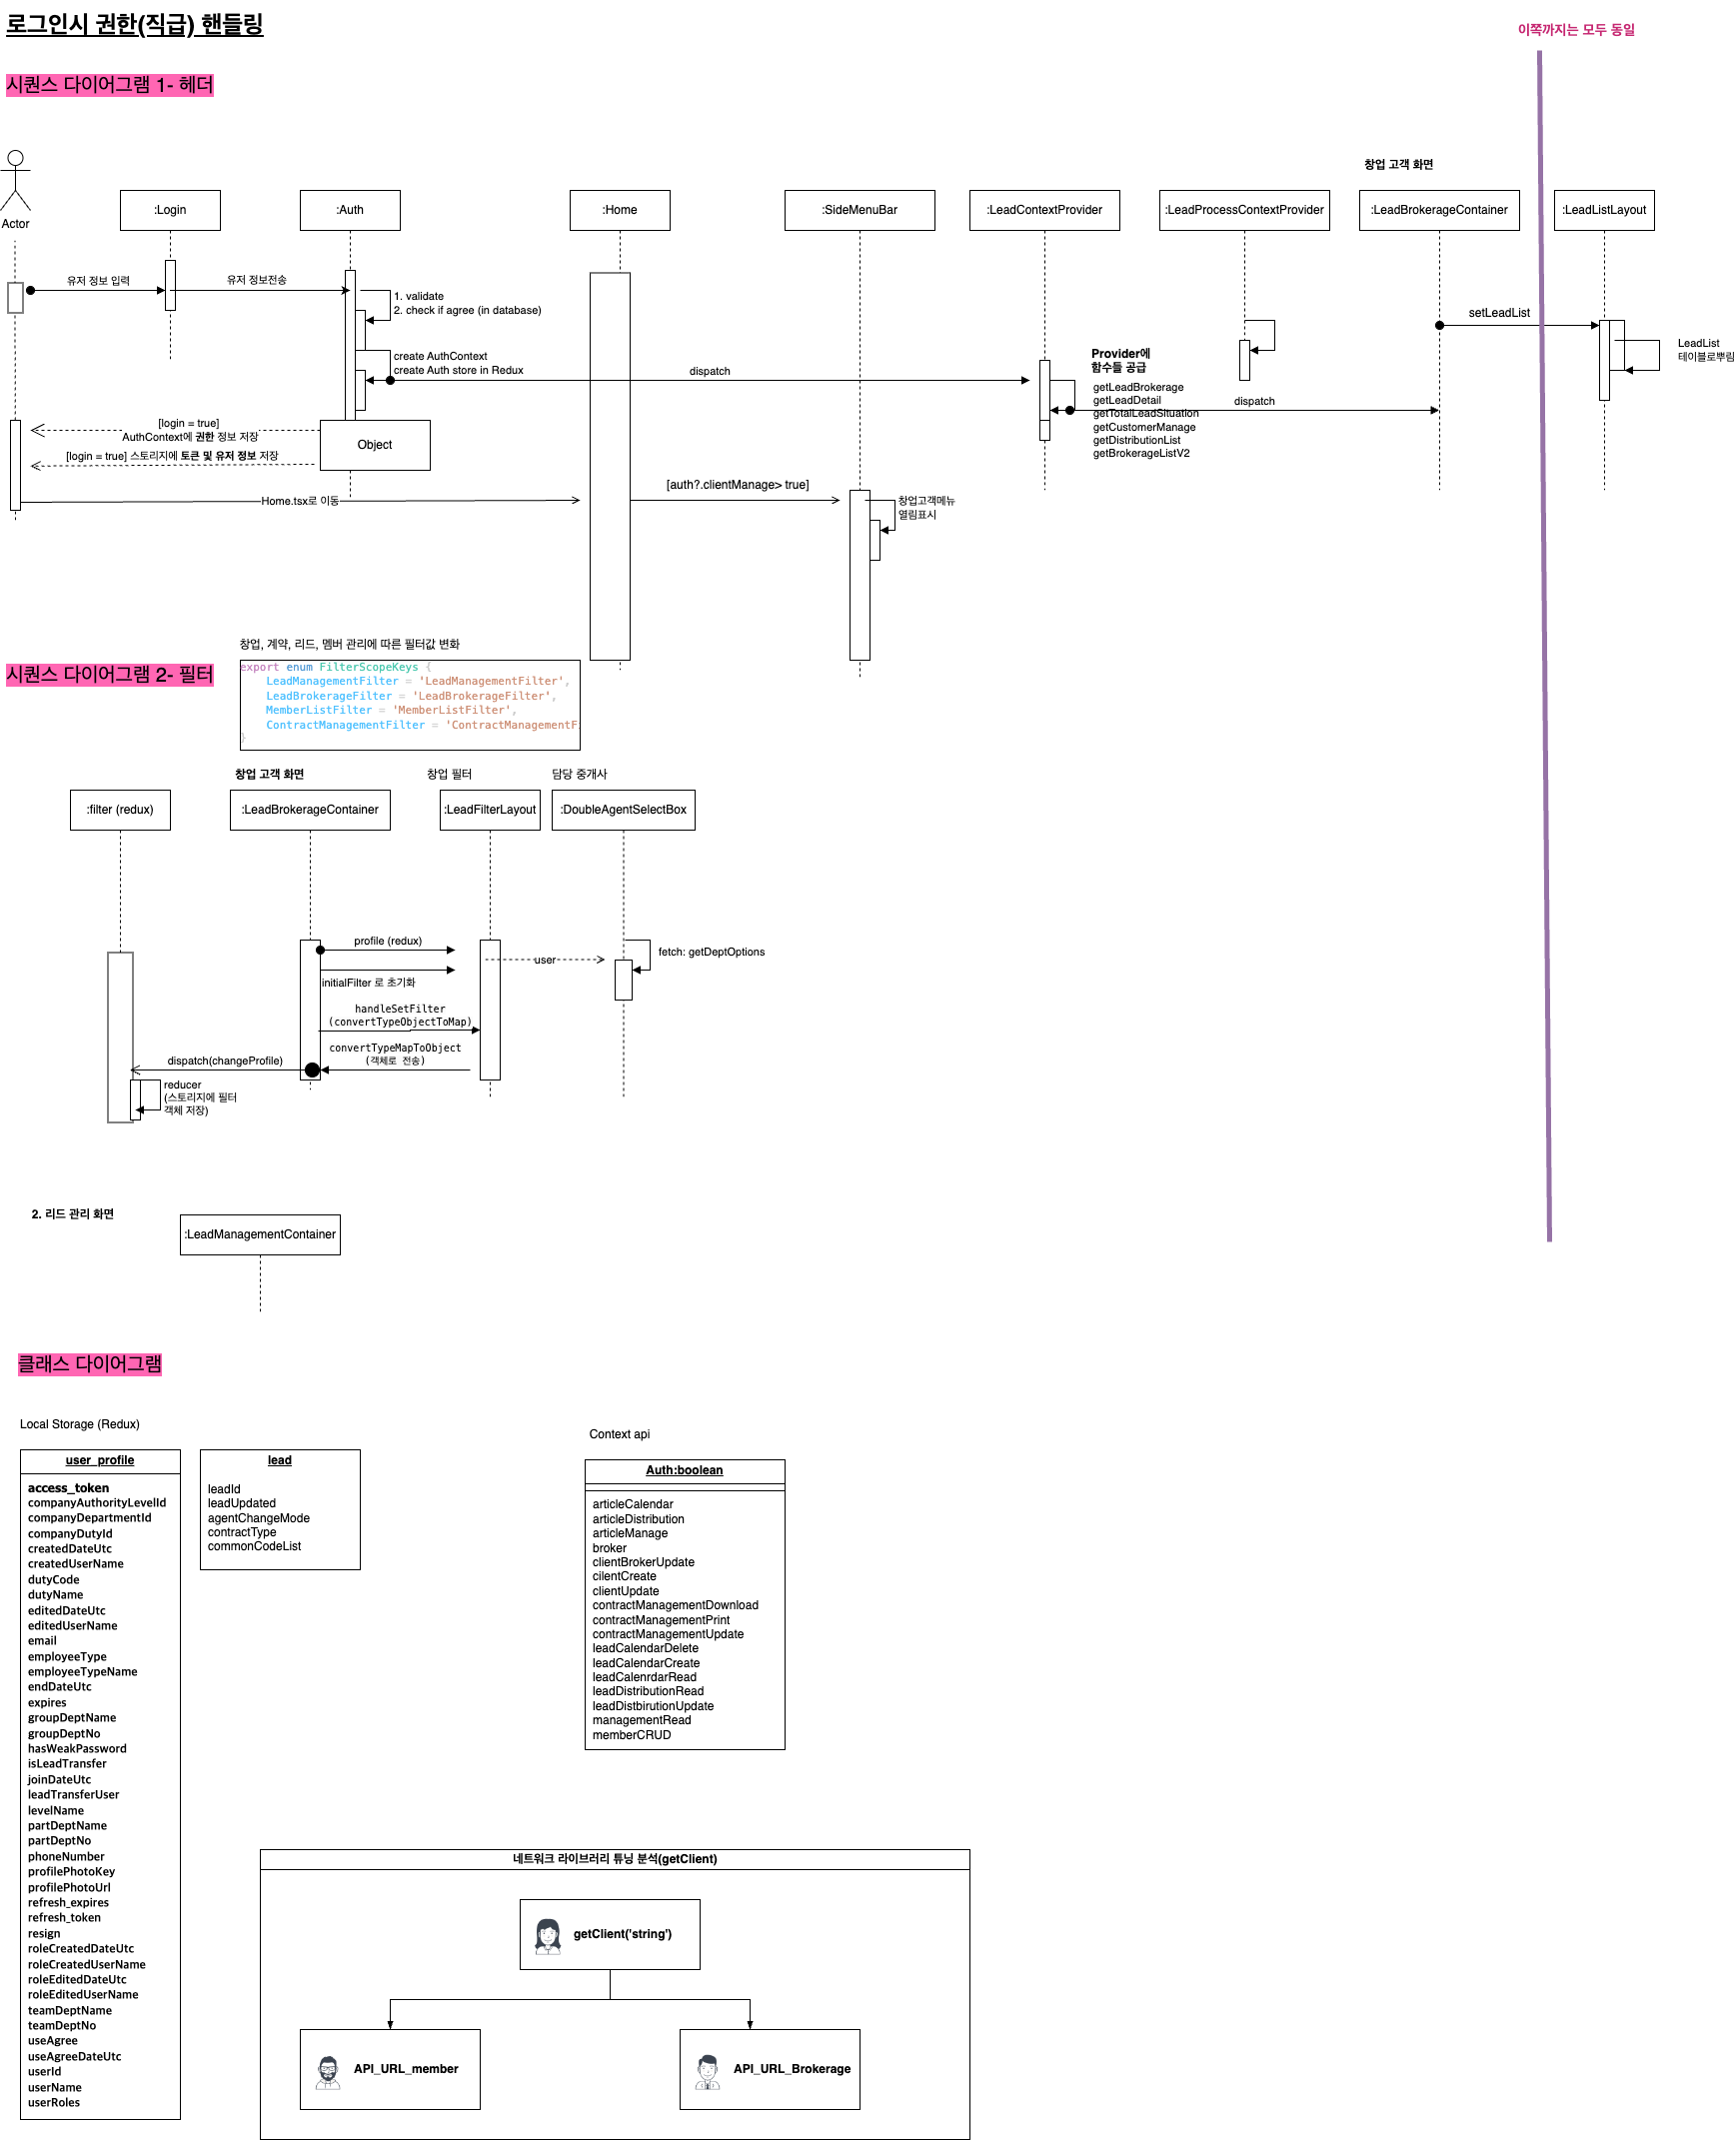 로그인시 권한(직급) 핸들링
이쪽까지는 모두 동일
시퀀스 다이어그램 1- 헤더
창업 고객 화면
Actor
:Login
:Auth
:Home
:SideMenuBar
:LeadContextProvider
:LeadProcessContextProvider
:LeadBrokerageContainer
:LeadListLayout
유저 정보 입력
유저 정보전송
1. validate
2. check if agree (in database)
create AuthContext
create Auth store in Redux
dispatch
Provider에
함수들 공급
getLeadBrokerage
getLeadDetail
getTotalLeadSituation
getCustomerManage
getDistributionList
getBrokerageListV2
dispatch
setLeadList
LeadList
테이블로뿌림
[login = true]
AuthContext에 권한 정보 저장
[login = true] 스토리지에 토큰 및 유저 정보 저장
Object
Home.tsx로 이동
[auth?.clientManage> true]
창업고객메뉴
열림표시
시퀀스 다이어그램 2- 필터
창업, 계약, 리드, 멤버 관리에 따른 필터값 변화
export enum FilterScopeKeys {
LeadManagementFilter = 'LeadManagementFilter',
LeadBrokerageFilter = 'LeadBrokerageFilter',
MemberListFilter = 'MemberListFilter',
ContractManagementFilter = 'ContractManagementF
}
창업 고객 화면
창업 필터
담당 중개사
:filter (redux)
:LeadBrokerageContainer
:LeadFilterLayout
:DoubleAgentSelectBox
profile (redux)
initialFilter 로 초기화
user
fetch: getDeptOptions
handleSetFilter
(convertTypeObjectToMap)
convertTypeMapToObject
(객체로 전송)
dispatch(changeProfile)
reducer
(스토리지에 필터
객체 저장)
2. 리드 관리 화면
:LeadManagementContainer
클래스 다이어그램
Local Storage (Redux)
user_profile
access_token
companyAuthorityLevelId
companyDepartmentId
companyDutyId
createdDateUtc
createdUserName
dutyCode
dutyName
editedDateUtc
editedUserName
email
employeeType
employeeTypeName
endDateUtc
expires
groupDeptName
groupDeptNo
hasWeakPassword
isLeadTransfer
joinDateUtc
leadTransferUser
levelName
partDeptName
partDeptNo
phoneNumber
profilePhotoKey
profilePhotoUrl
refresh_expires
refresh_token
resign
roleCreatedDateUtc
roleCreatedUserName
roleEditedDateUtc
roleEditedUserName
teamDeptName
teamDeptNo
useAgree
useAgreeDateUtc
userId
userName
userRoles
lead
leadId
leadUpdated
agentChangeMode
contractType
commonCodeList
Context api
Auth:boolean
articleCalendar
articleDistribution
articleManage
broker
clientBrokerUpdate
cilentCreate
clientUpdate
contractManagementDownload
contractManagementPrint
contractManagementUpdate
leadCalendarDelete
leadCalendarCreate
leadCalenrdarRead
leadDistributionRead
leadDistbirutionUpdate
managementRead
memberCRUD
네트워크 라이브러리 튜닝 분석(getClient)
getClient('string')
API_URL_member
API_URL_Brokerage